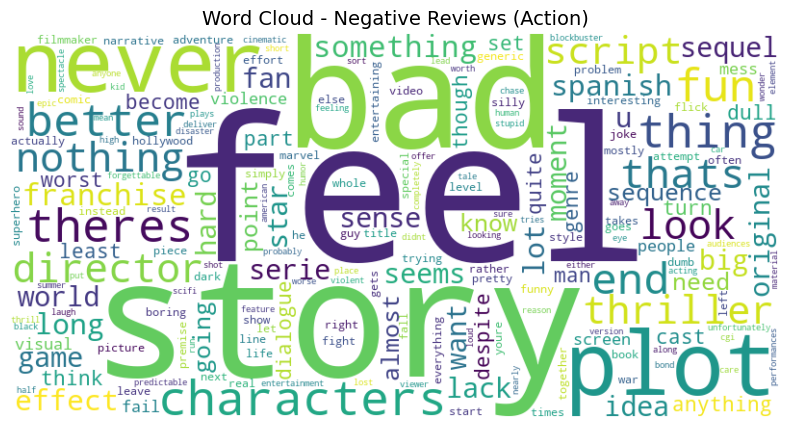 Word Cloud - Negative Reviews (Action)
never
bad
something
set
script
sequel
fun
fan
feel
story
plot
better
nothing
theres
director
world
long
game
think
effect
characters
franchise
worst
become
violence
part
though
moment
spanish
thing
thats
mess
dull
look
original
sequence
u
quite
genre
lot
sense
know
star
point
hard
go
serie
seems
almost
want
despite
lack
dialogue
going
man
people
turn
big
need
end
thriller
screen
cast
idea
anything
least
visual
fail
filmmaker
narrative
adventure
cinematic
effort
hollywood
actually
comic
kid
love
spectacle
anyone
production
short
epic
mean
high
disaster
plays
deliver
forgettable
simply
marvel
else
feeling
video
sort
entertaining
silly
lead
worth
chase
human
stupid
generic
blockbuster
problem
interesting
flick
wonder
element
joke
mostly
attempt
often
car
sound
superhero
instead
result
american
humor
comes
he
whole
special
offer
level
completely
tale
guy
title
didnt
sure
tries
looking
style
takes
goes
eye
away
either
dumb
acting
audiences
material
left
piece
probably
dark
shot
scifi
worse
place
violent
trying
gets
rather
pretty
funny
feature
show
let
line
life
right
fight
fall
everything
loud
youre
reason
together
version
book
war
bond
along
cgi
care
unfortunately
performances
put
summer
laugh
boring
thrill
black
picture
run
premise
predictable
half
leave
next
real
entertainment
lost
viewer
start
nearly
times